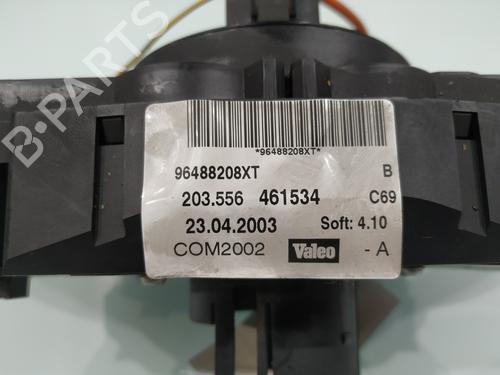 *96488208XT*
96488208XT B
203.556 461534 C69
23.04.2003 Soft: 4.10
COM2002 Valeo - A
B-PARTS